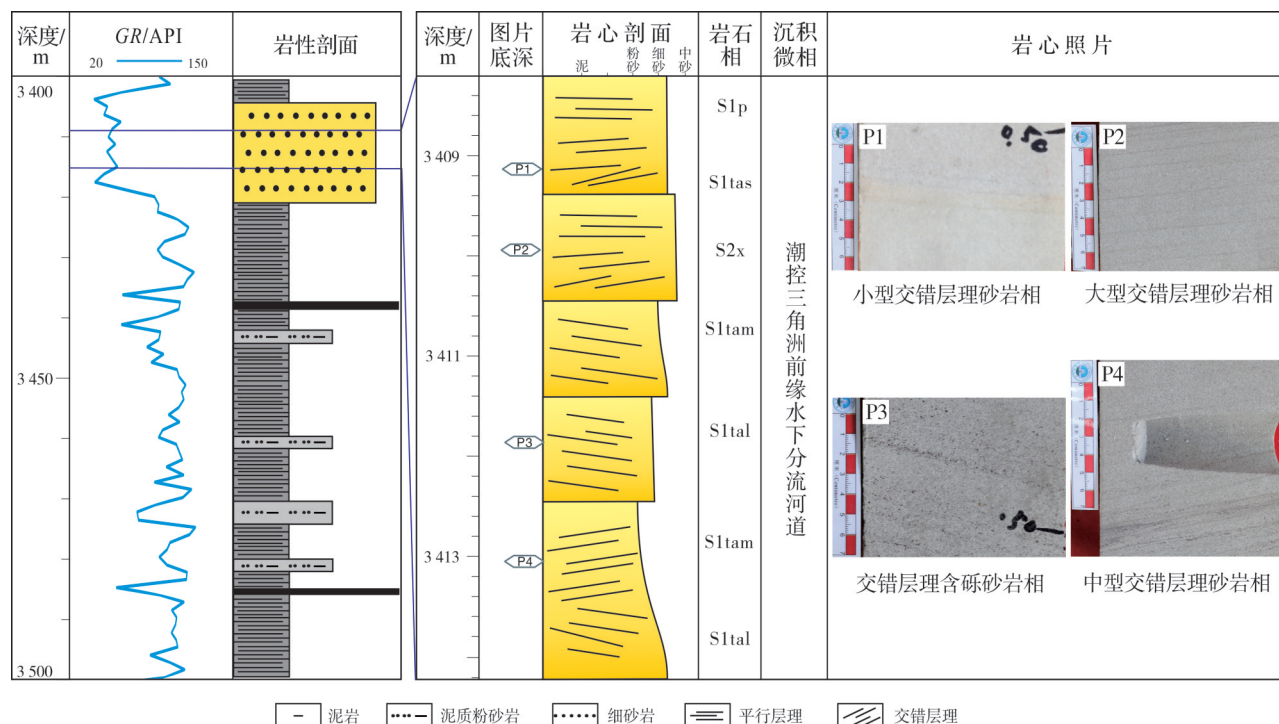 深度/
m
GR/API
20 150
岩性剖面
深度/
m
图片
底深
岩心剖面
泥 粉砂 细砂 中砂
岩石
相
沉积
微相
岩心照片
3 400
3 450
3 500
3 409
3 411
3 413
P1
P2
P3
P4
S1p
S1tas
S2x
S1tam
S1tal
S1tam
S1tal
潮控三角洲前缘水下分流河道
P1
0.50
小型交错层理砂岩相
P2
大型交错层理砂岩相
P3
0.50
交错层理含砾砂岩相
P4
中型交错层理砂岩相
泥岩
泥质粉砂岩
细砂岩
平行层理
交错层理